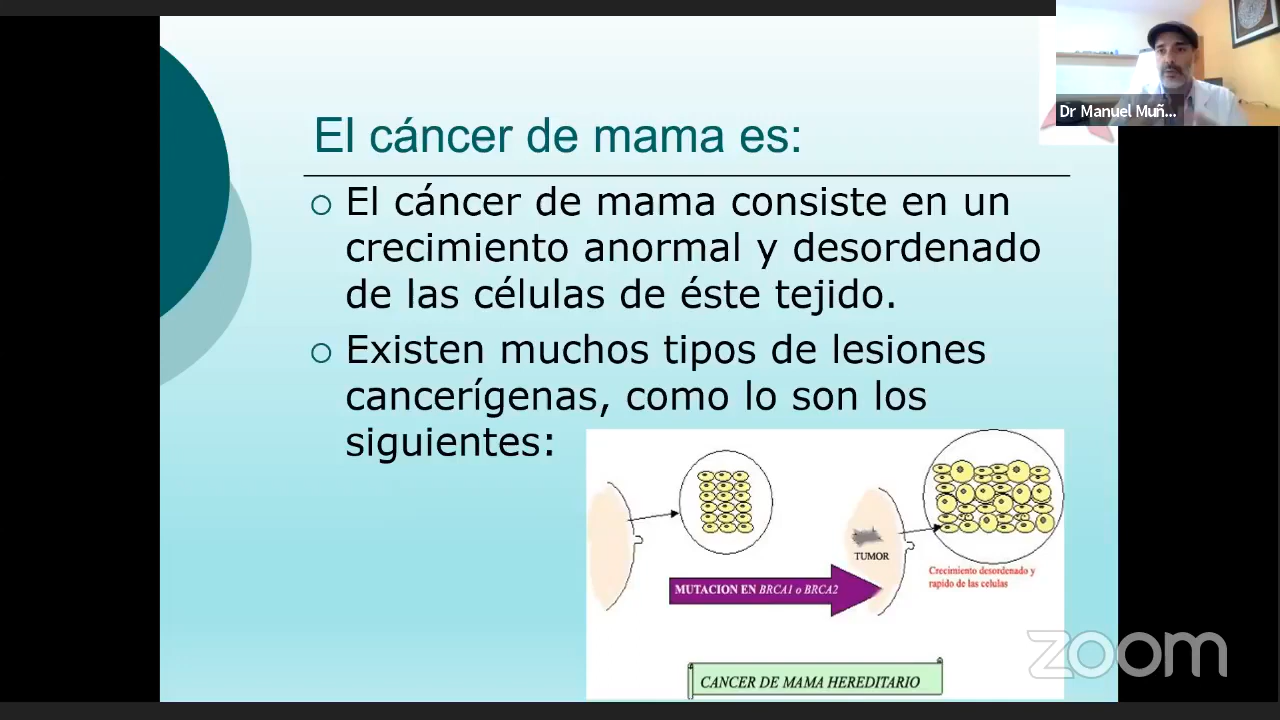 Dr Manuel Muñ...
El cáncer de mama es:
El cáncer de mama consiste en un
crecimiento anormal y desordenado
de las células de éste tejido.
Existen muchos tipos de lesiones
cancerígenas, como lo son los
siguientes:
TUMOR
MUTACION EN BRCA1 o BRCA2
Crecimiento desordenado y
rapido de las celulas
CANCER DE MAMA HEREDITARIO
zoom